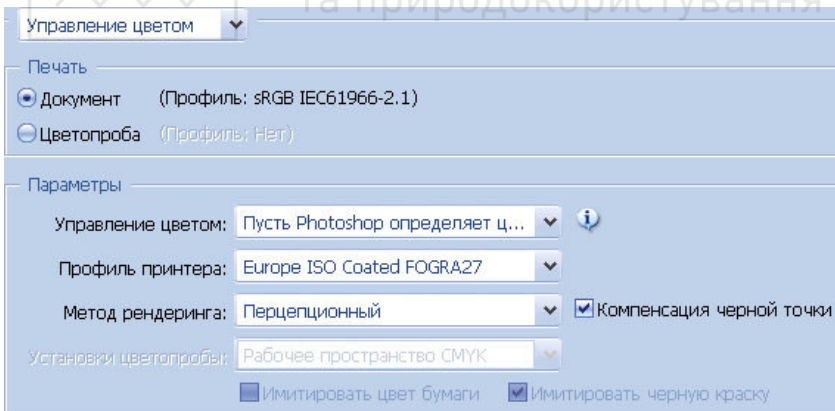 та природокористування
Управление цветом
Печать
Документ (Профиль: sRGB IEC61966-2.1)
Цветопроба (Профиль: Нет)
Параметры
Управление цветом: Пусть Photoshop определяет ц...
Профиль принтера: Europe ISO Coated FOGRA27
Метод рендеринга: Перцепционный Компенсация черной точки
Установки цветопробы: Рабочее пространство CMYK
Имитировать цвет бумаги Имитировать черную краску